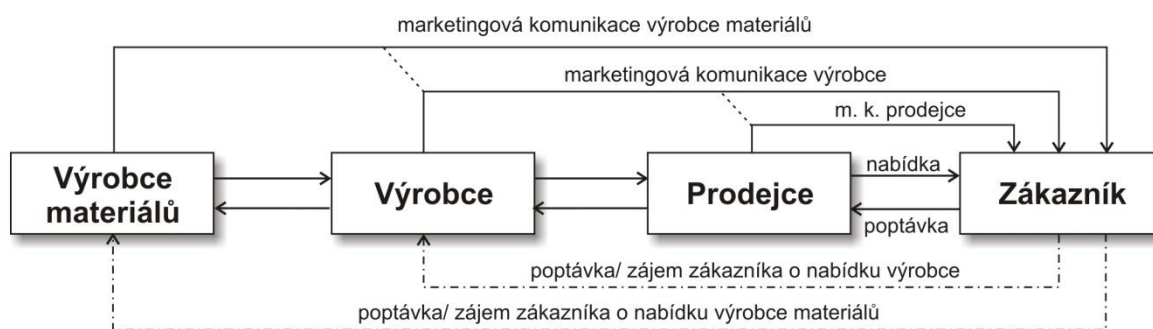 marketingová komunikace výrobce materiálů
marketingová komunikace výrobce
m. k. prodejce
Výrobce
materiálů
Výrobce
Prodejce
nabídka
poptávka
Zákazník
poptávka/ zájem zákazníka o nabídku výrobce
poptávka/ zájem zákazníka o nabídku výrobce materiálů